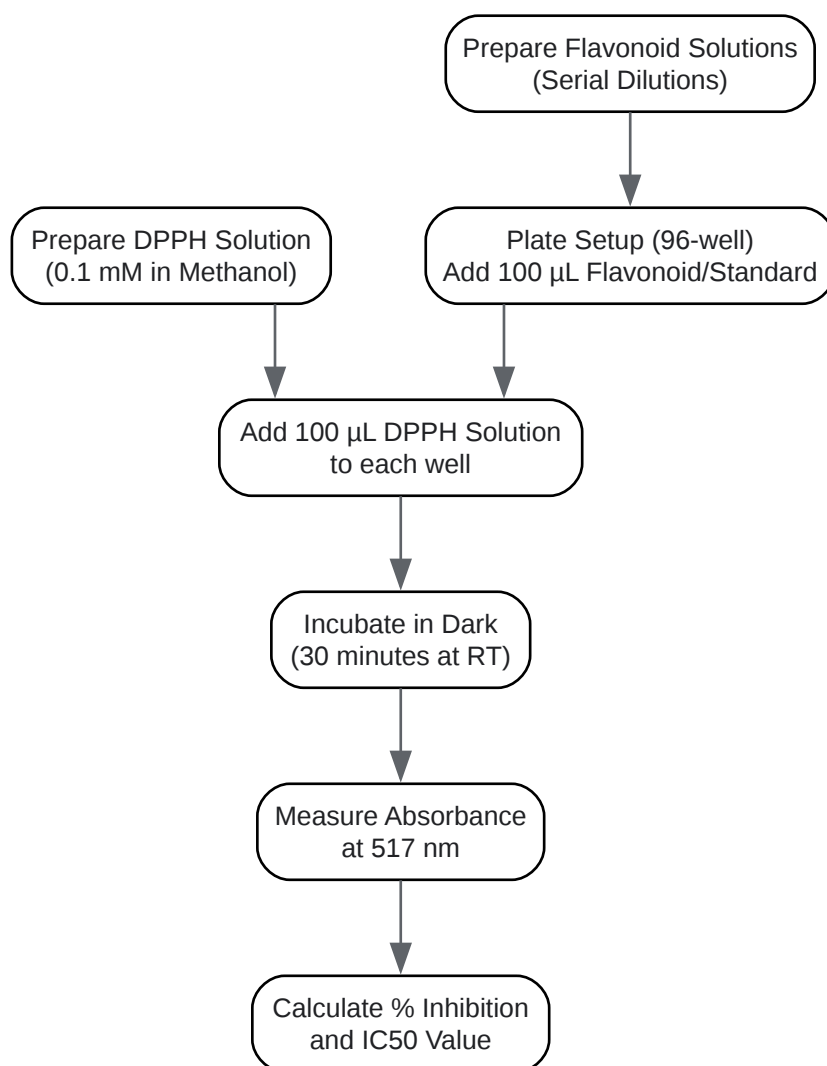 Prepare Flavonoid Solutions
(Serial Dilutions)
Prepare DPPH Solution
(0.1 mM in Methanol)
Plate Setup (96-well)
Add 100 µL Flavonoid/Standard
Add 100 µL DPPH Solution
to each well
Incubate in Dark
(30 minutes at RT)
Measure Absorbance
at 517 nm
Calculate % Inhibition
and IC50 Value